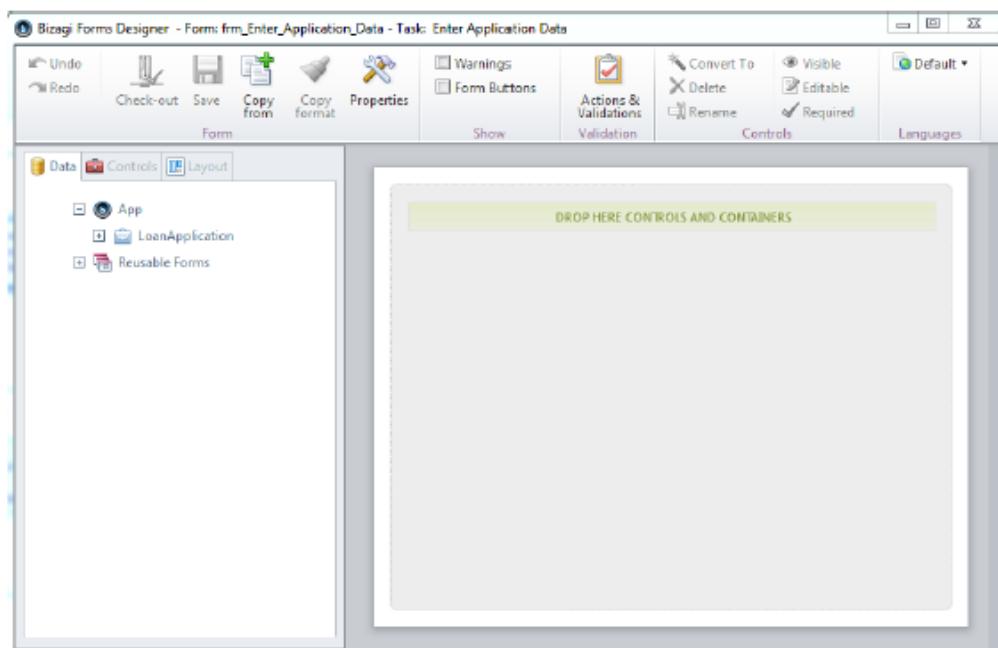 Bizagi Forms Designer - Form: frm_Enter_Application_Data - Task: Enter Application Data
Undo
Redo
Check-out
Save
Copy from
Copy format
Properties
Form
Warnings
Form Buttons
Show
Actions & Validations
Validation
Convert To
Delete
Rename
Visible
Editable
Required
Controls
Default
Languages
Data
Controls
Layout
App
LoanApplication
Reusable Forms
DROP HERE CONTROLS AND CONTAINERS